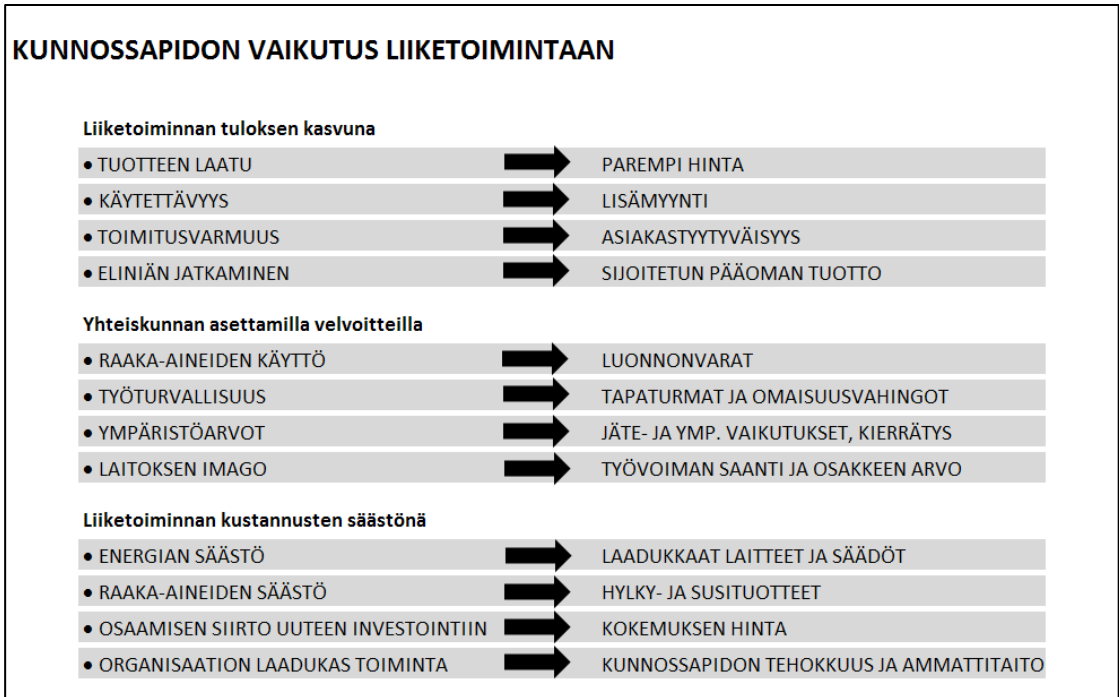 KUNNOSSAPIDON VAIKUTUS LIIKETOIMINTAAN
Liiketoiminnan tuloksen kasvuna
• TUOTTEEN LAATU PAREMPI HINTA
• KÄYTETTÄVYYS LISÄMYYNTI
• TOIMITUSVARMUUS ASIAKASTYYTYVÄISYYS
• ELINIÄN JATKAMINEN SIJOITETUN PÄÄOMAN TUOTTO
Yhteiskunnan asettamilla velvoitteilla
• RAAKA-AINEIDEN KÄYTTÖ LUONNONVARAT
• TYÖTURVALLISUUS TAPATURMAT JA OMAISUUSVAHINGOT
• YMPÄRISTÖARVOT JÄTE- JA YMP. VAIKUTUKSET, KIERRÄTYS
• LAITOKSEN IMAGO TYÖVOIMAN SAANTI JA OSAKKEEN ARVO
Liiketoiminnan kustannusten säästönä
• ENERGIAN SÄÄSTÖ LAADUKKAAT LAITTEET JA SÄÄDÖT
• RAAKA-AINEIDEN SÄÄSTÖ HYLKY- JA SUSITUOTTEET
• OSAAMISEN SIIRTO UUTEEN INVESTOINTIIN KOKEMUKSEN HINTA
• ORGANISAATION LAADUKAS TOIMINTA KUNNOSSAPIDON TEHOKKUUS JA AMMATTITAITO